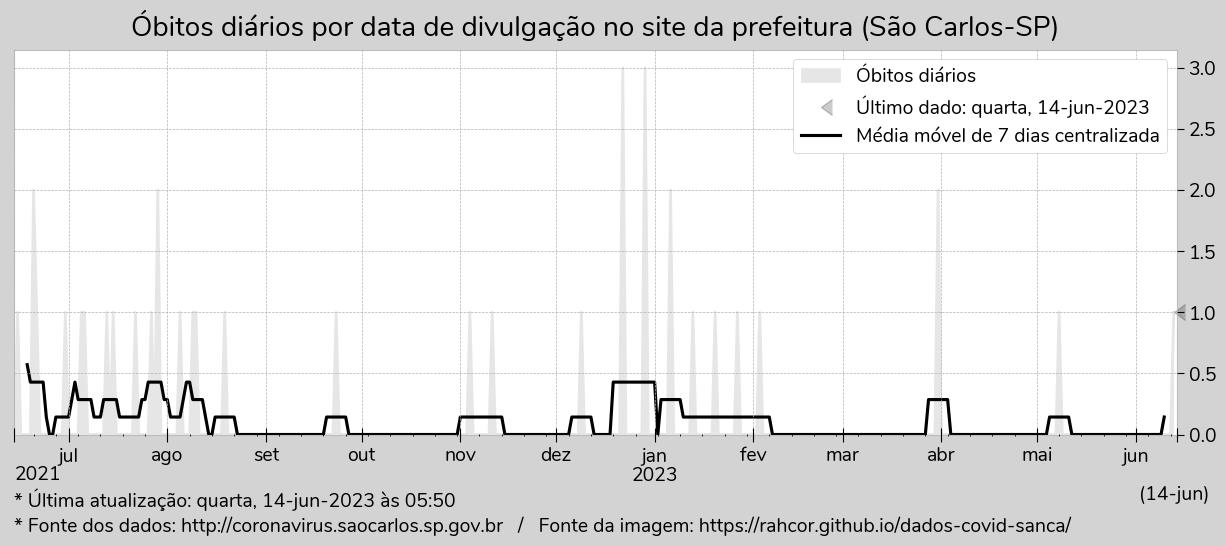 Óbitos diários por data de divulgação no site da prefeitura (São Carlos-SP)
Óbitos diários
Último dado: quarta, 14-jun-2023
Média móvel de 7 dias centralizada
3.0
2.5
2.0
1.5
1.0
0.5
0.0
jul ago set out nov dez jan fev mar abr mai jun
2021 2023
(14-jun)
* Última atualização: quarta, 14-jun-2023 às 05:50
* Fonte dos dados: http://coronavirus.saocarlos.sp.gov.br / Fonte da imagem: https://rahcor.github.io/dados-covid-sanca/